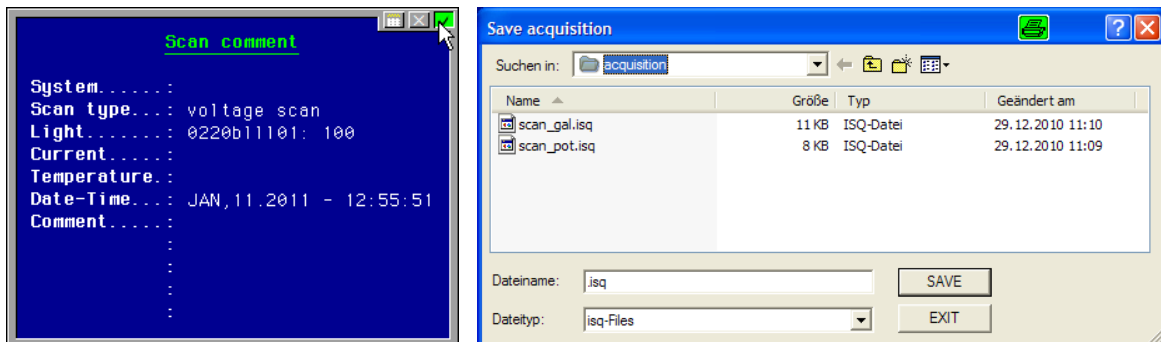 Scan comment
System......:
Scan type...: voltage scan
Light.......: 0220b11101: 100
Current.....:
Temperature.:
Date-Time...: JAN,11.2011 - 12:55:51
Comment.....:
:
:
:
:
Save acquisition
Suchen in: acquisition
Name Größe Typ Geändert am
scan_gal.isq 11 KB ISQ-Datei 29.12.2010 11:10
scan_pot.isq 8 KB ISQ-Datei 29.12.2010 11:09
Dateiname: .isq SAVE
Dateityp: isq-Files EXIT